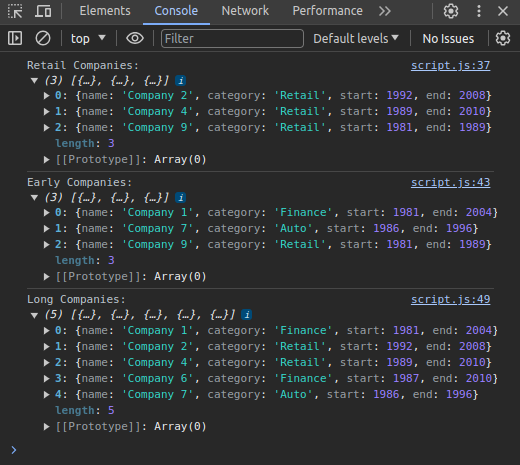 Elements Console Network Performance
top Filter Default levels No Issues
Retail Companies: script.js:37
(3) [{…}, {…}, {…}] i
0: {name: 'Company 2', category: 'Retail', start: 1992, end: 2008}
1: {name: 'Company 4', category: 'Retail', start: 1989, end: 2010}
2: {name: 'Company 9', category: 'Retail', start: 1981, end: 1989}
length: 3
[[Prototype]]: Array(0)
Early Companies: script.js:43
(3) [{…}, {…}, {…}] i
0: {name: 'Company 1', category: 'Finance', start: 1981, end: 2004}
1: {name: 'Company 7', category: 'Auto', start: 1986, end: 1996}
2: {name: 'Company 9', category: 'Retail', start: 1981, end: 1989}
length: 3
[[Prototype]]: Array(0)
Long Companies: script.js:49
(5) [{…}, {…}, {…}, {…}, {…}] i
0: {name: 'Company 1', category: 'Finance', start: 1981, end: 2004}
1: {name: 'Company 2', category: 'Retail', start: 1992, end: 2008}
2: {name: 'Company 4', category: 'Retail', start: 1989, end: 2010}
3: {name: 'Company 6', category: 'Finance', start: 1987, end: 2010}
4: {name: 'Company 7', category: 'Auto', start: 1986, end: 1996}
length: 5
[[Prototype]]: Array(0)